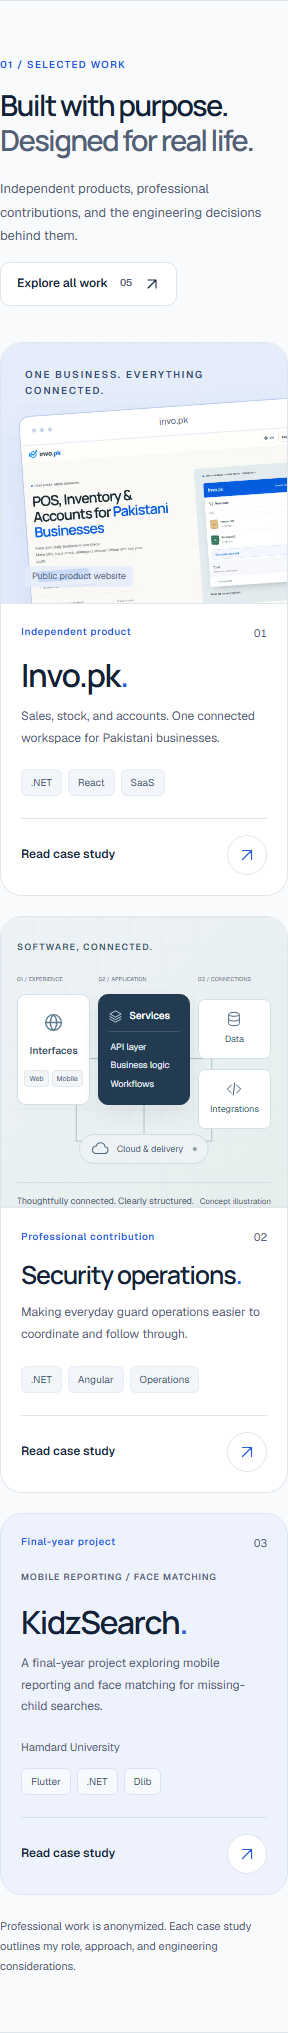 01 / SELECTED WORK
Built with purpose.
Designed for real life.
Independent products, professional
contributions, and the engineering decisions
behind them.
Explore all work 05
ONE BUSINESS. EVERYTHING
CONNECTED.
invo.pk
invo.pk
POS, Inventory &
Accounts for Pakistani
Businesses
Public product website
Independent product 01
Invo.pk.
Sales, stock, and accounts. One connected
workspace for Pakistani businesses.
.NET React SaaS
Read case study
SOFTWARE, CONNECTED.
01 / EXPERIENCE 02 / APPLICATION 03 / CONNECTIONS
Interfaces
Web Mobile
Services
API layer
Business logic
Workflows
Data
Integrations
Cloud & delivery
Thoughtfully connected. Clearly structured. Concept illustration
Professional contribution 02
Security operations.
Making everyday guard operations easier to
coordinate and follow through.
.NET Angular Operations
Read case study
Final-year project 03
MOBILE REPORTING / FACE MATCHING
KidzSearch.
A final-year project exploring mobile
reporting and face matching for missing-
child searches.
Hamdard University
Flutter .NET Dlib
Read case study
Professional work is anonymized. Each case study
outlines my role, approach, and engineering
considerations.